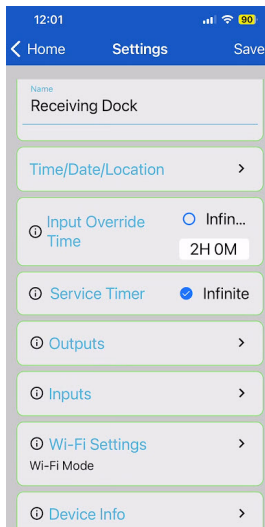 12:01
90
Home Settings Save
Name
Receiving Dock
Time/Date/Location
Input Override Infin...
Time
2H 0M
Service Timer Infinite
Outputs
Inputs
Wi-Fi Settings
Wi-Fi Mode
Device Info